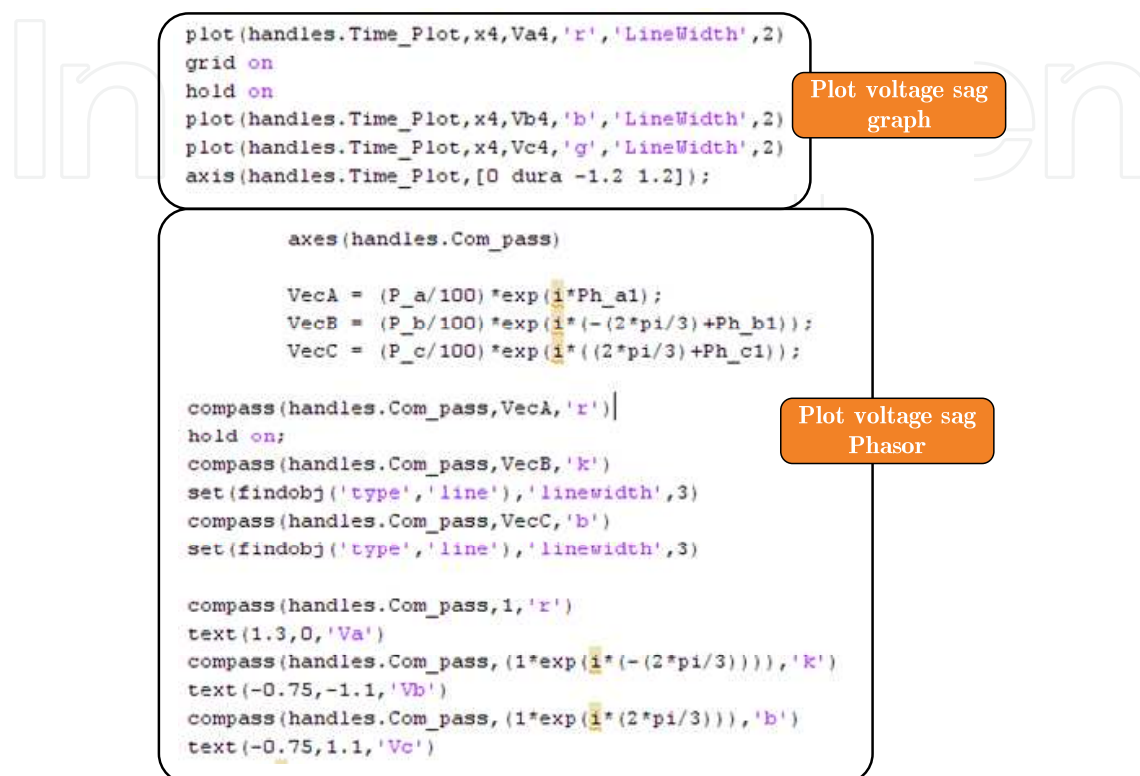 plot(handles.Time_Plot,x4,Va4,'r','LineWidth',2)
grid on
hold on
plot(handles.Time_Plot,x4,Vb4,'b','LineWidth',2)
plot(handles.Time_Plot,x4,Vc4,'g','LineWidth',2)
axis(handles.Time_Plot,[0 dura -1.2 1.2]);
Plot voltage sag
graph
axes(handles.Com_pass)
VecA = (P_a/100)*exp(i*Ph_a1);
VecB = (P_b/100)*exp(i*(-(2*pi/3)+Ph_b1));
VecC = (P_c/100)*exp(i*((2*pi/3)+Ph_c1));
compass(handles.Com_pass,VecA,'r')
hold on;
compass(handles.Com_pass,VecB,'k')
set(findobj('type','line'),'linewidth',3)
compass(handles.Com_pass,VecC,'b')
set(findobj('type','line'),'linewidth',3)
Plot voltage sag
Phasor
compass(handles.Com_pass,1,'r')
text(1.3,0,'Va')
compass(handles.Com_pass,(1*exp(i*(-(2*pi/3)))),'k')
text(-0.75,-1.1,'Vb')
compass(handles.Com_pass,(1*exp(i*(2*pi/3))),'b')
text(-0.75,1.1,'Vc')